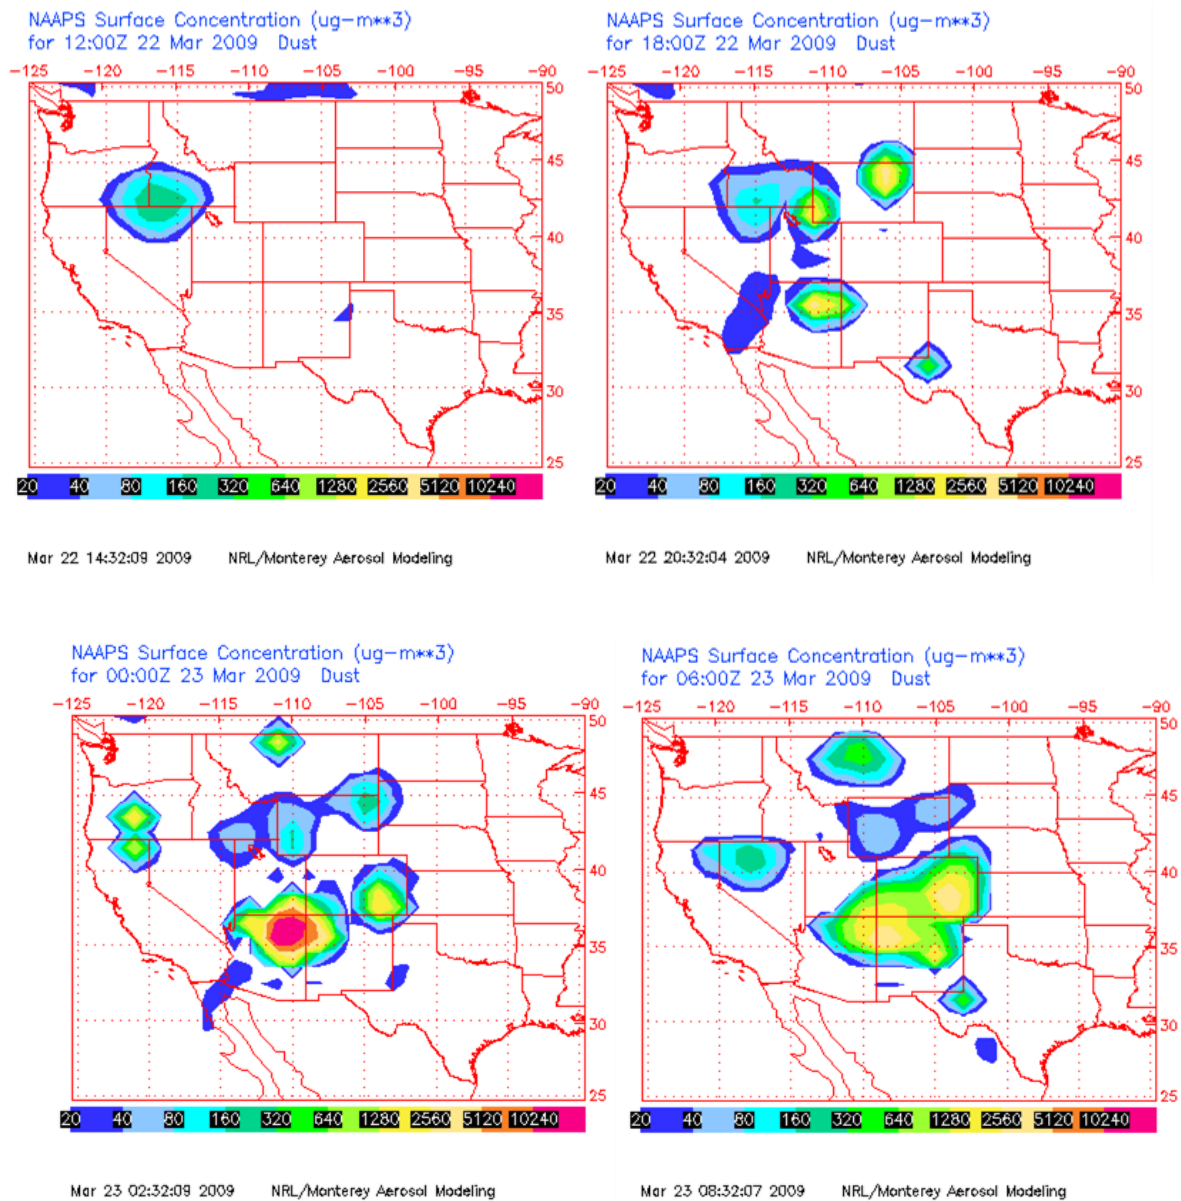 NAAPS Surface Concentration (ug-m**3)
for 12:00Z 22 Mar 2009 Dust
-125 -120 -115 -110 -105 -100 -95 -90
50
45
40
35
30
25
20 40 80 160 320 640 1280 2560 5120 10240
Mar 22 14:32:09 2009 NRL/Monterey Aerosol Modeling
NAAPS Surface Concentration (ug-m**3)
for 18:00Z 22 Mar 2009 Dust
-125 -120 -115 -110 -105 -100 -95 -90
50
45
40
35
30
25
20 40 80 160 320 640 1280 2560 5120 10240
Mar 22 20:32:04 2009 NRL/Monterey Aerosol Modeling
NAAPS Surface Concentration (ug-m**3)
for 00:00Z 23 Mar 2009 Dust
-125 -120 -115 -110 -105 -100 -95 -90
50
45
40
35
30
25
20 40 80 160 320 640 1280 2560 5120 10240
Mar 23 02:32:09 2009 NRL/Monterey Aerosol Modeling
NAAPS Surface Concentration (ug-m**3)
for 06:00Z 23 Mar 2009 Dust
-125 -120 -115 -110 -105 -100 -95 -90
50
45
40
35
30
25
20 40 80 160 320 640 1280 2560 5120 10240
Mar 23 08:32:07 2009 NRL/Monterey Aerosol Modeling